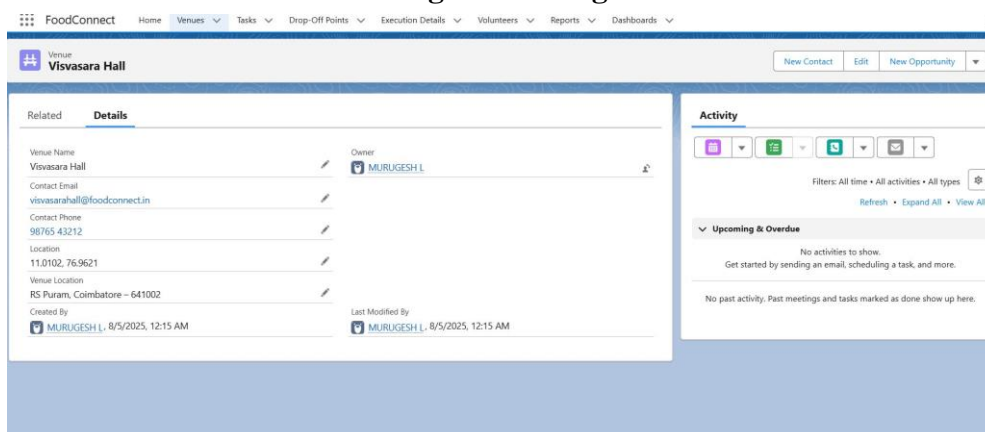 FoodConnect Home Venues Tasks Drop-Off Points Execution Details Volunteers Reports Dashboards
Venue
Visvasara Hall
New Contact Edit New Opportunity
Related Details
Venue Name
Visvasara Hall
Owner
MURUGESH L
Contact Email
visvasarahall@foodconnect.in
Contact Phone
98765 43212
Location
11.0102, 76.9621
Venue Location
RS Puram, Coimbatore – 641002
Created By
MURUGESH L, 8/5/2025, 12:15 AM
Last Modified By
MURUGESH L, 8/5/2025, 12:15 AM
Activity
Filters: All time • All activities • All types
Refresh • Expand All • View All
Upcoming & Overdue
No activities to show.
Get started by sending an email, scheduling a task, and more.
No past activity. Past meetings and tasks marked as done show up here.